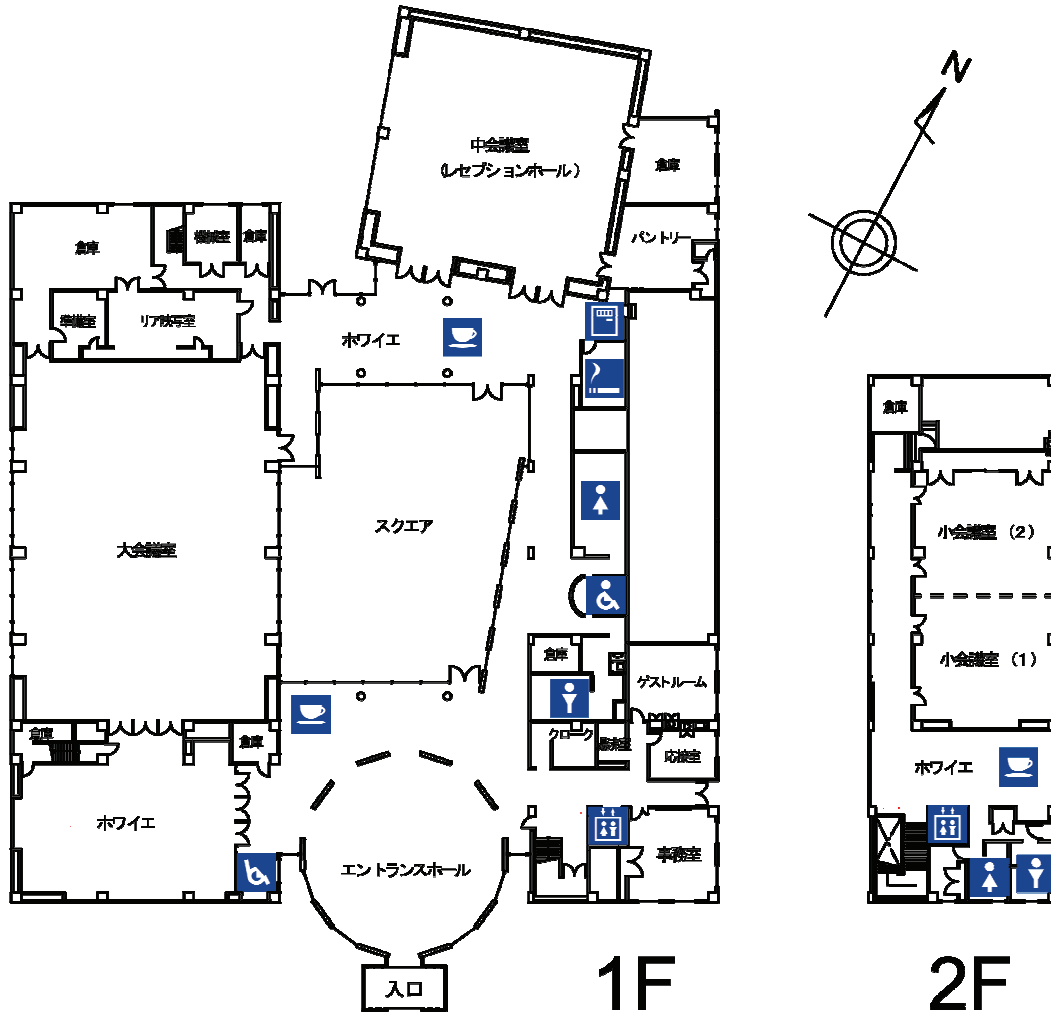 N
中会議室
(レセプションホール)
倉庫
パントリー
倉庫
機械室
倉庫
準備室
リア映写室
ホワイエ
大会議室
スクエア
倉庫
ゲストルーム
クローク
応接室
倉庫
倉庫
ホワイエ
エントランスホール
事務室
入口
1F
倉庫
小会議室(2)
小会議室(1)
ホワイエ
2F